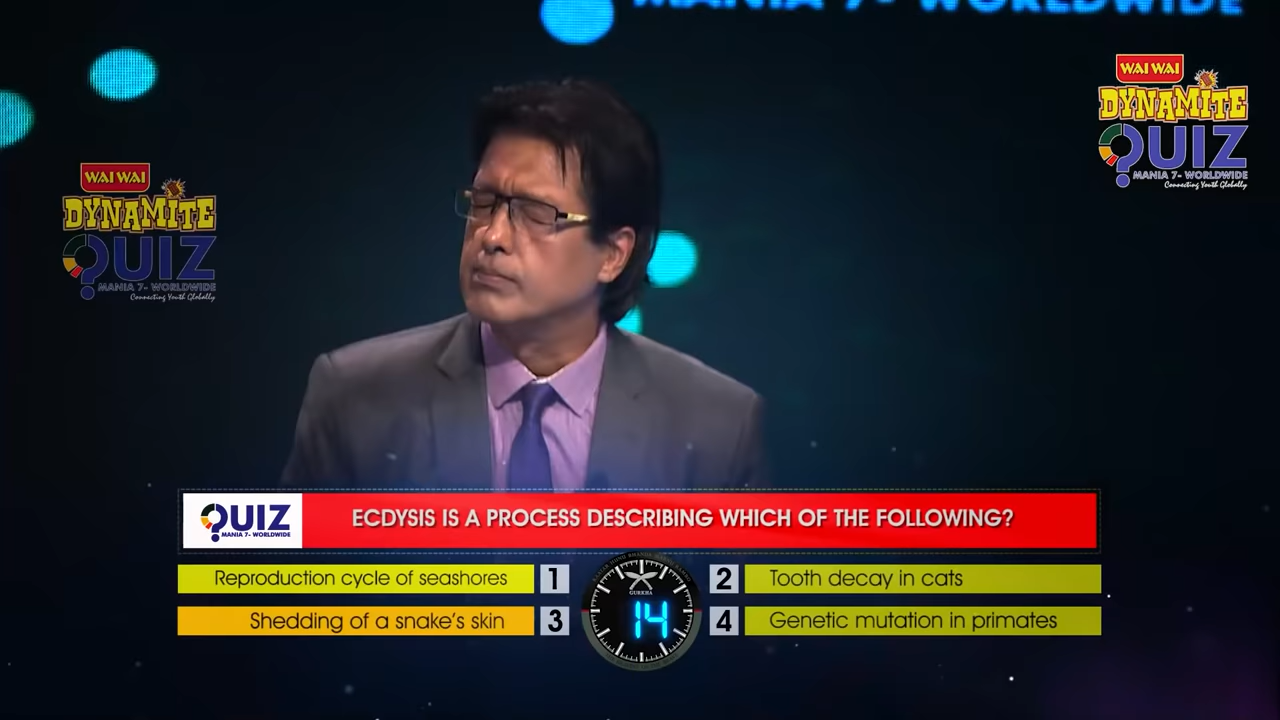 MANIA 7- WORLDWIDE
WAI WAI
DYNAMITE
QUIZ
MANIA 7- WORLDWIDE
Connecting Youth Globally
WAI WAI
DYNAMITE
QUIZ
MANIA 7- WORLDWIDE
Connecting Youth Globally
QUIZ
MANIA 7- WORLDWIDE
ECDYSIS IS A PROCESS DESCRIBING WHICH OF THE FOLLOWING?
Reproduction cycle of seashores 1
2 Tooth decay in cats
Shedding of a snake's skin 3
4 Genetic mutation in primates
GURKHA
14